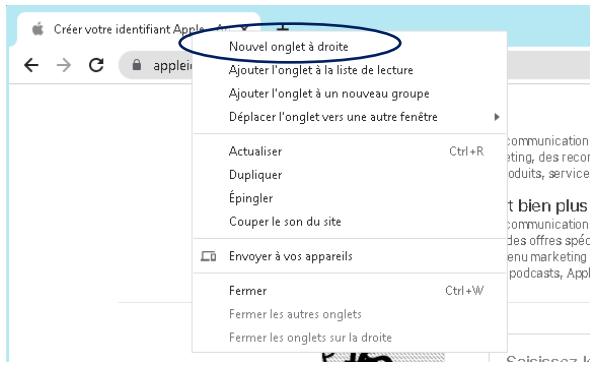 Créer votre identifiant Apple
appleid
Nouvel onglet à droite
Ajouter l'onglet à la liste de lecture
Ajouter l'onglet à un nouveau groupe
Déplacer l'onglet vers une autre fenêtre
Actualiser Ctrl+R
Dupliquer
Épingler
Couper le son du site
Envoyer à vos appareils
Fermer Ctrl+W
Fermer les autres onglets
Fermer les onglets sur la droite
communication
eting, des recor
oduits, service
t bien plus
communication
des offres spéc
enu marketing
podcasts, Appl